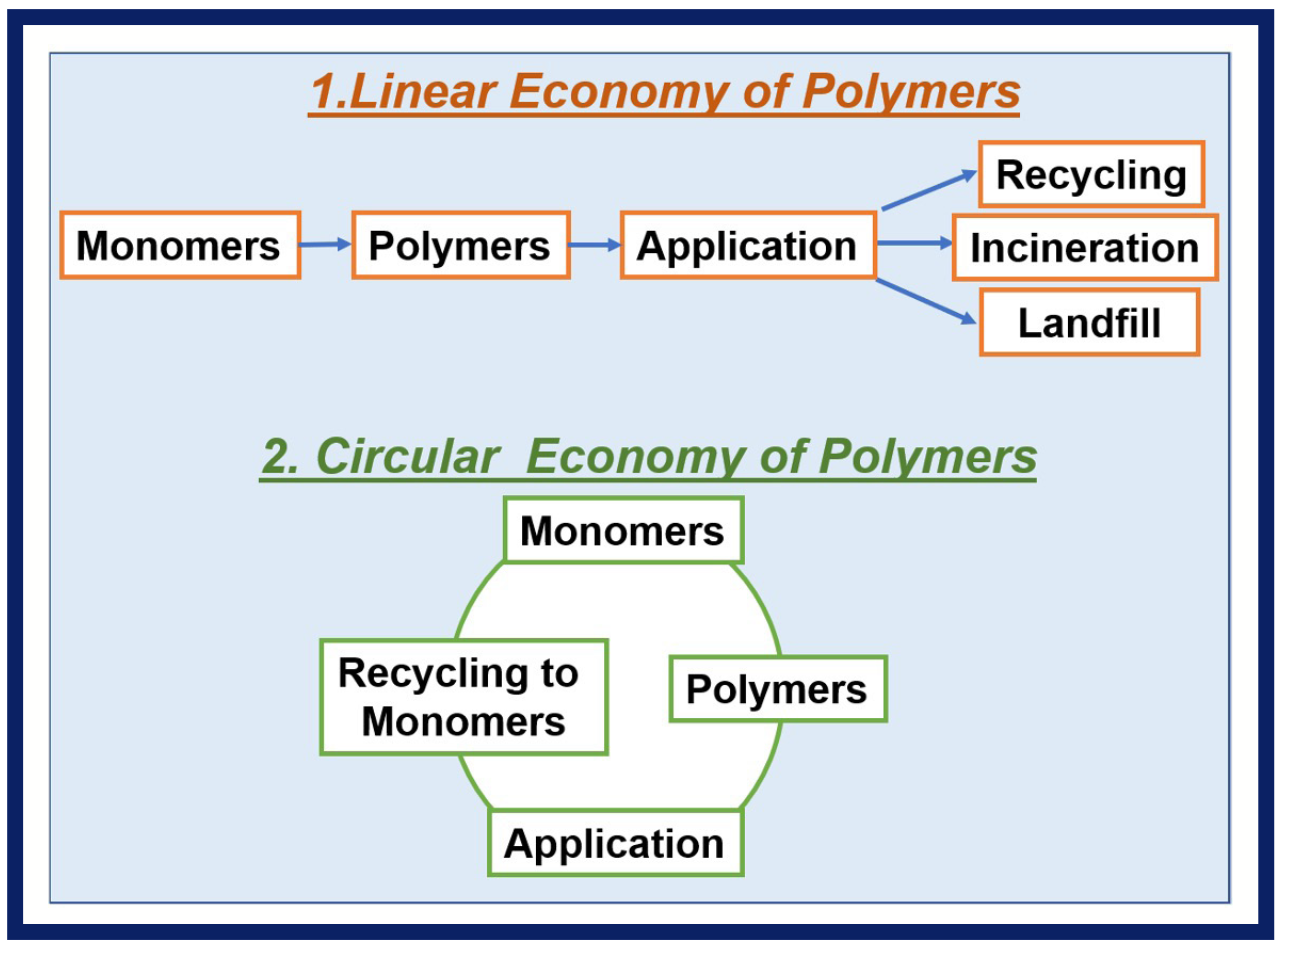 1.Linear Economy of Polymers
Recycling
Monomers
Polymers
Application
Incineration
Landfill
2. Circular Economy of Polymers
Monomers
Recycling to
Monomers
Polymers
Application